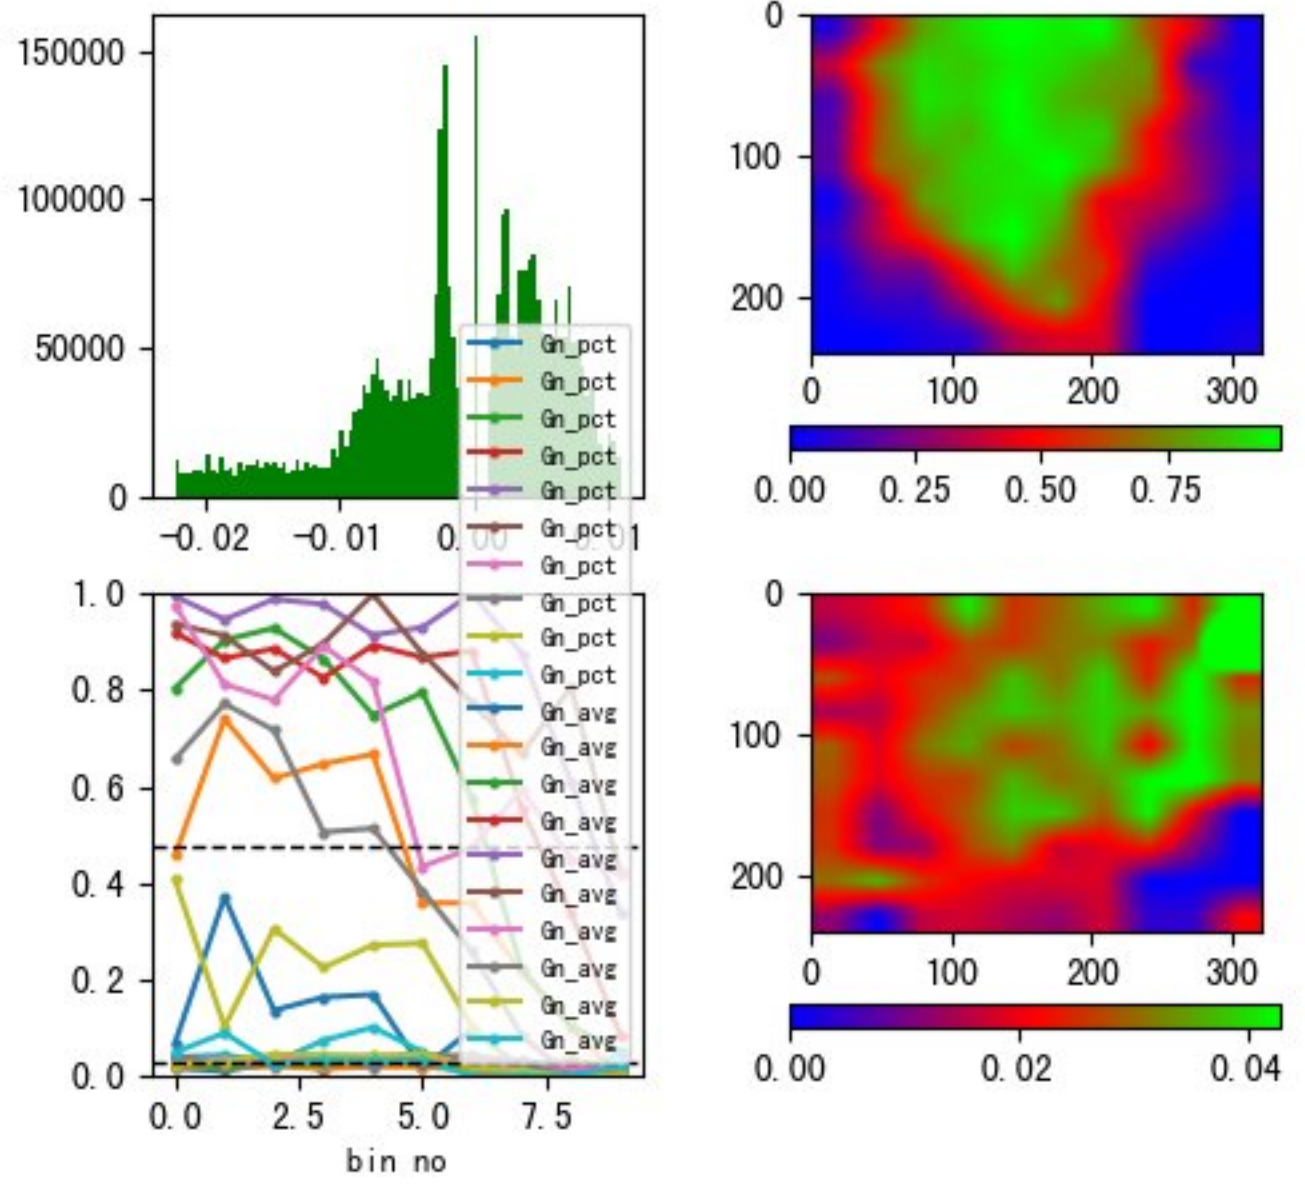 150000
100000
50000
0
-0.02 -0.01 0.00 0.01
0
100
200
0 100 200 300
0.00 0.25 0.50 0.75
Gn_pct
Gn_pct
Gn_pct
Gn_pct
Gn_pct
Gn_pct
Gn_pct
Gn_pct
Gn_pct
Gn_pct
Gn_avg
Gn_avg
Gn_avg
Gn_avg
Gn_avg
Gn_avg
Gn_avg
Gn_avg
Gn_avg
Gn_avg
1.0
0.8
0.6
0.4
0.2
0.0
0.0 2.5 5.0 7.5
bin no
0
100
200
0 100 200 300
0.00 0.02 0.04